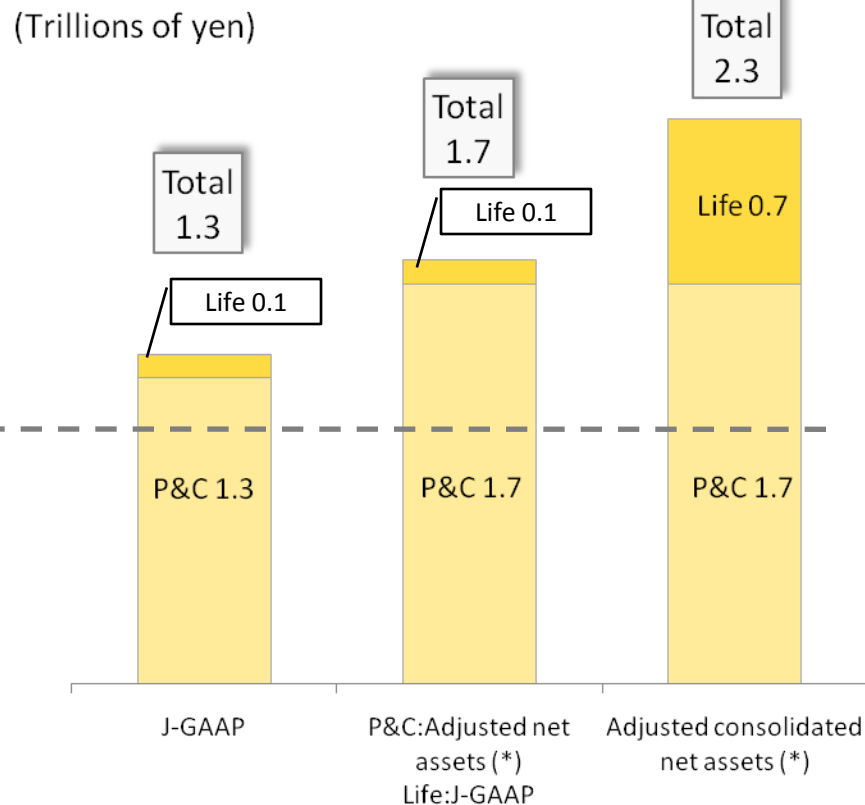 (Trillions of yen)
Total
1.3
Life 0.1
P&C 1.3
Total
1.7
Life 0.1
P&C 1.7
Total
2.3
Life 0.7
P&C 1.7
J-GAAP
P&C:Adjusted net
assets (*)
Life:J-GAAP
Adjusted consolidated
net assets (*)